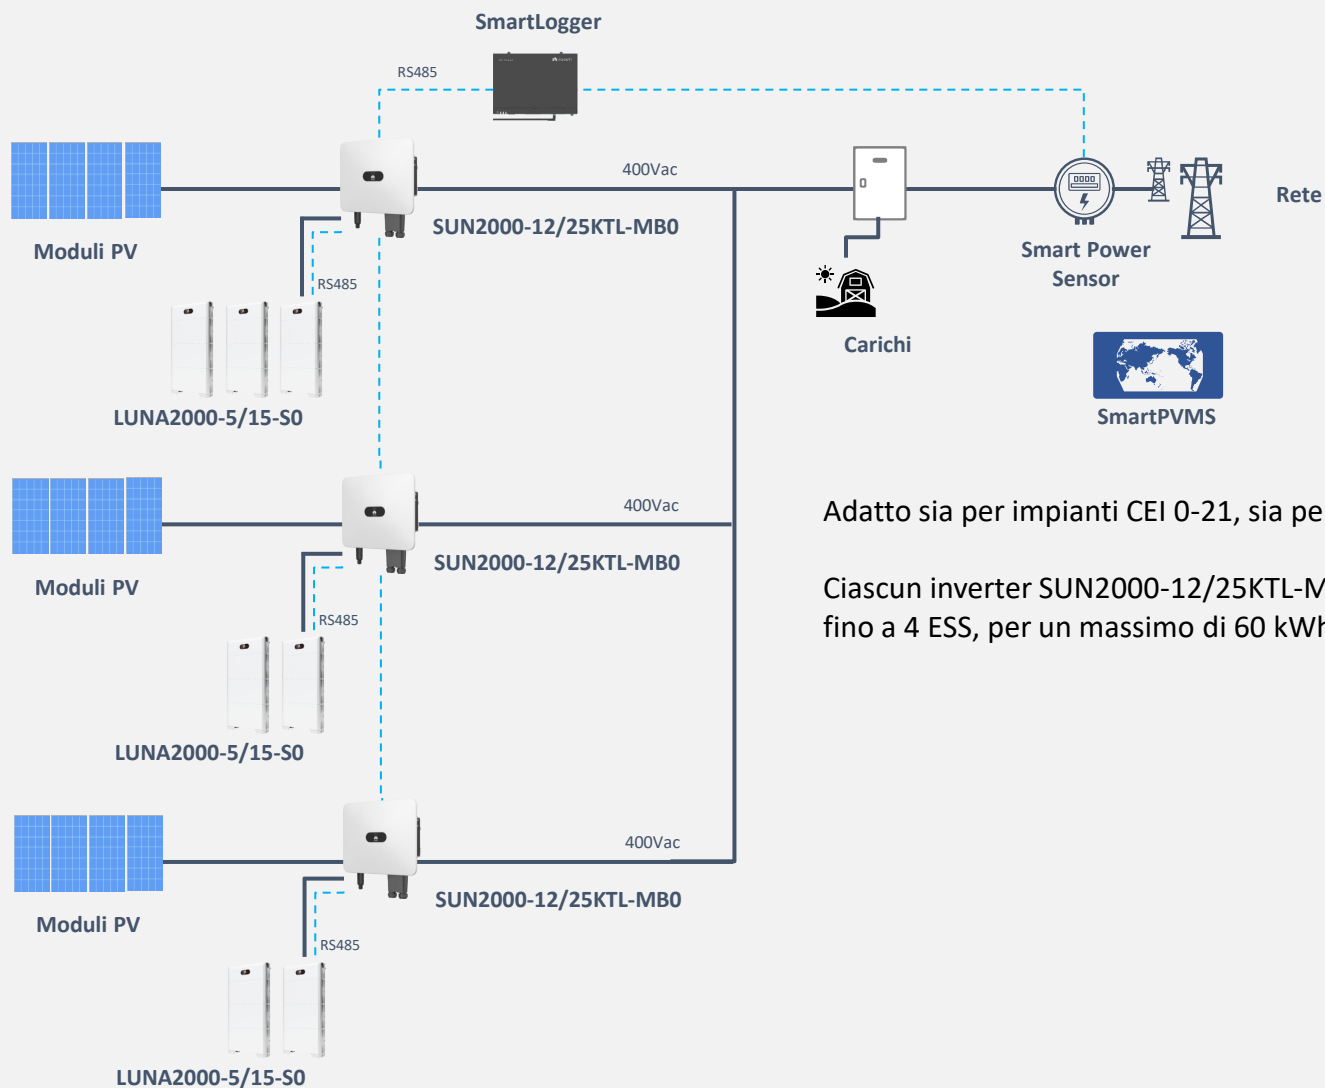 SmartLogger
RS485
400Vac
SUN2000-12/25KTL-MB0
Moduli PV
RS485
LUNA2000-5/15-S0
Rete
Smart Power
Sensor
Carichi
SmartPVMS
400Vac
SUN2000-12/25KTL-MB0
Moduli PV
RS485
LUNA2000-5/15-S0
Adatto sia per impianti CEI 0-21, sia pe
Ciascun inverter SUN2000-12/25KTL-M
fino a 4 ESS, per un massimo di 60 kWh
400Vac
SUN2000-12/25KTL-MB0
Moduli PV
RS485
LUNA2000-5/15-S0